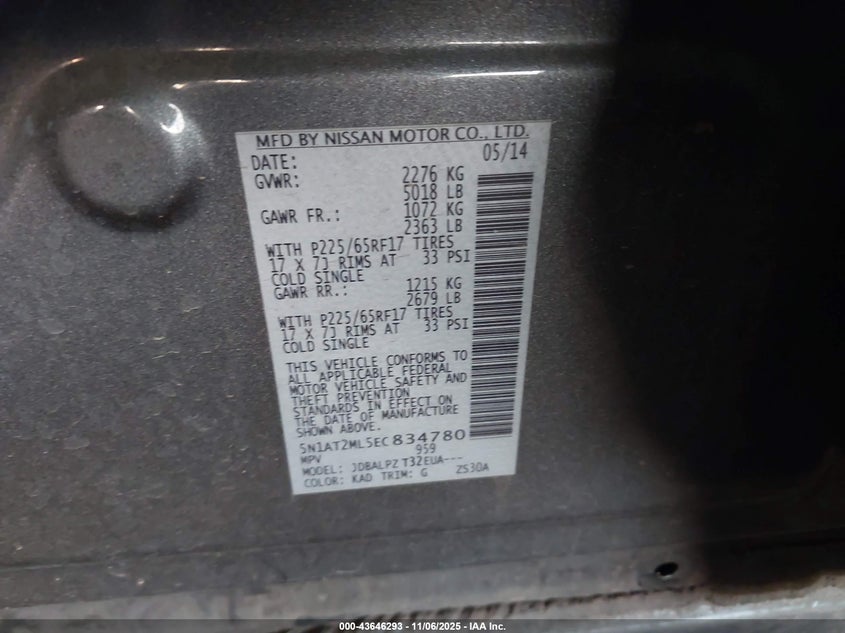 MFD BY NISSAN MOTOR CO., LTD.
DATE: 05/14
GVWR: 2276 KG
5018 LB
GAWR FR.: 1072 KG
2363 LB
WITH P225/65RF17 TIRES
17 X 7J RIMS AT 33 PSI
COLD SINGLE
GAWR RR.: 1215 KG
2679 LB
WITH P225/65RF17 TIRES
17 X 7J RIMS AT 33 PSI
COLD SINGLE
THIS VEHICLE CONFORMS TO
ALL APPLICABLE FEDERAL
MOTOR VEHICLE SAFETY AND
THEFT PREVENTION
STANDARDS IN EFFECT ON
THE DATE OF MANUFACTURE
SHOWN ABOVE.
5N1AT2ML5EC834780
MPV 959
MODEL: JDBALPZ T32EUA---
COLOR: KAD TRIM: G ZS30A
000-43646293 - 11/06/2025 - IAA Inc.